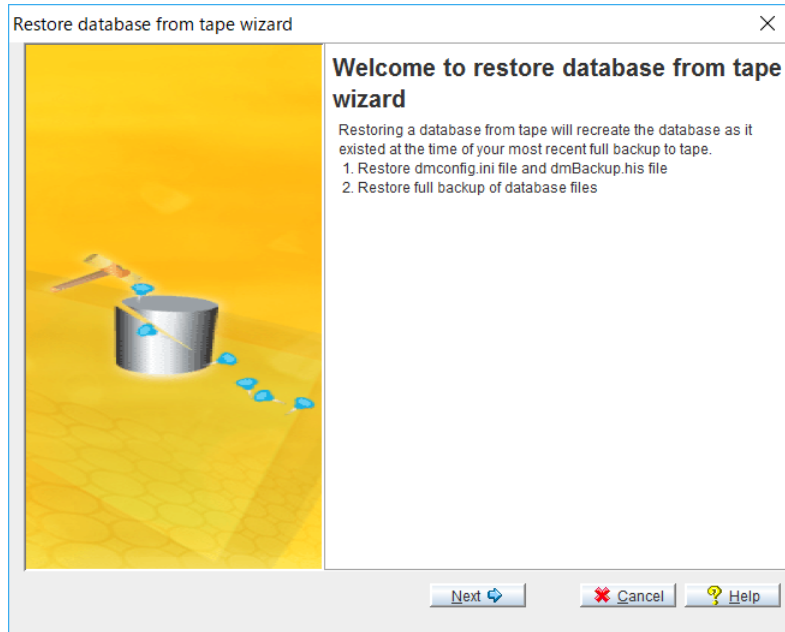 Restore database from tape wizard
Welcome to restore database from tape
wizard
Restoring a database from tape will recreate the database as it
existed at the time of your most recent full backup to tape.
1. Restore dmconfig.ini file and dmBackup.his file
2. Restore full backup of database files
Next
Cancel
Help